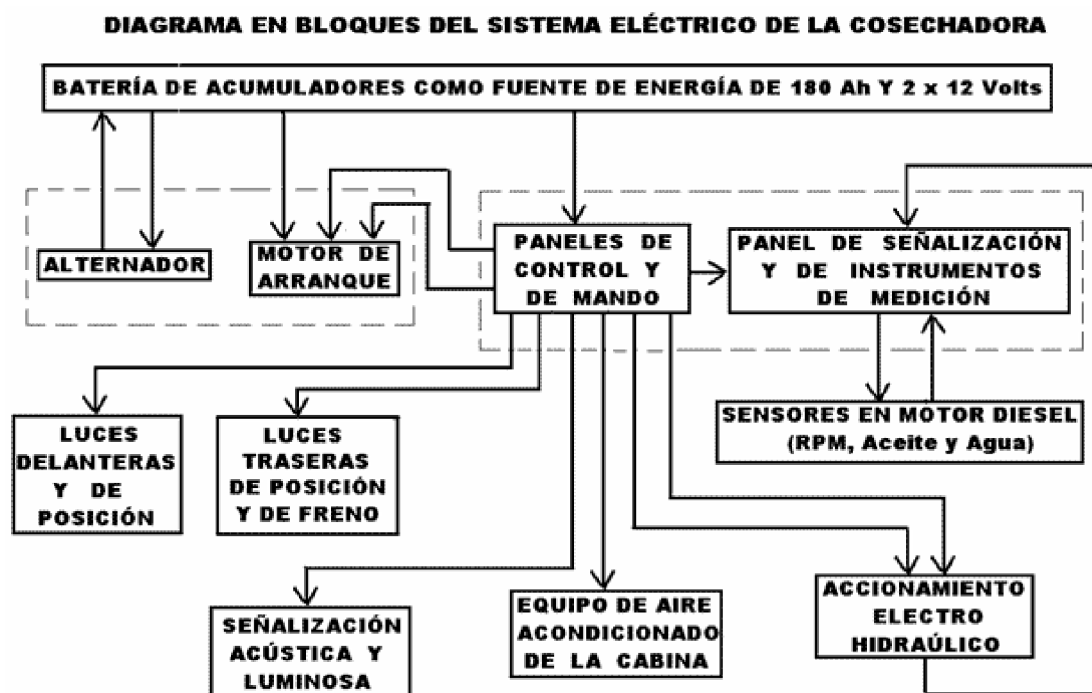 DIAGRAMA EN BLOQUES DEL SISTEMA ELÉCTRICO DE LA COSECHADORA
BATERÍA DE ACUMULADORES COMO FUENTE DE ENERGÍA DE 180 Ah Y 2 x 12 Volts
ALTERNADOR
MOTOR DE
ARRANQUE
PANELES DE
CONTROL Y
DE MANDO
PANEL DE SEÑALIZACIÓN
Y DE INSTRUMENTOS
DE MEDICIÓN
LUCES
DELANTERAS
Y DE
POSICIÓN
LUCES
TRASERAS
DE POSICIÓN
Y DE FRENO
SENSORES EN MOTOR DIESEL
(RPM, Aceite y Agua)
SEÑALIZACIÓN
ACÚSTICA Y
LUMINOSA
EQUIPO DE AIRE
ACONDICIONADO
DE LA CABINA
ACCIONAMIENTO
ELECTRO
HIDRAÚLICO